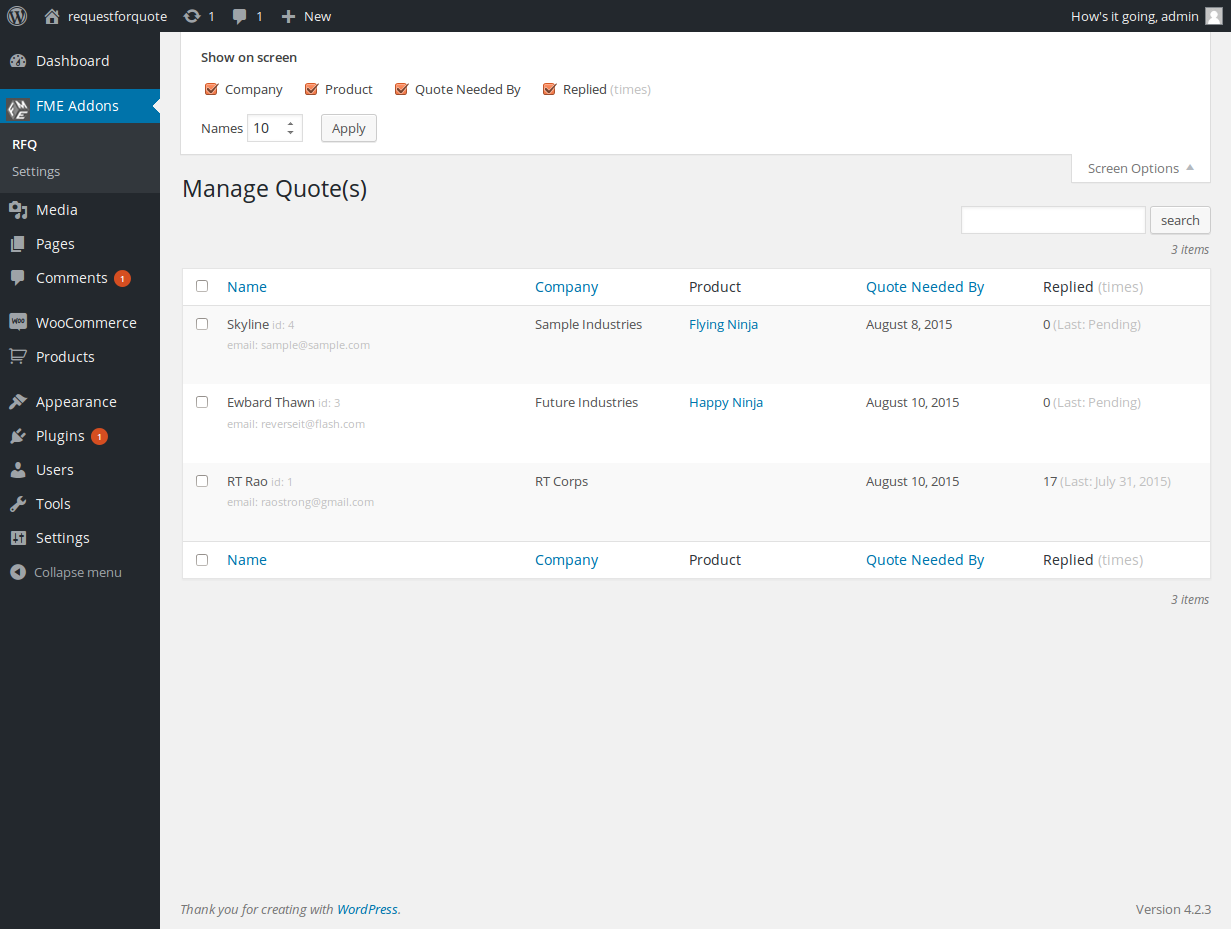 requestforquote 1 1 New How's it going, admin
Dashboard
FME Addons
RFQ
Settings
Media
Pages
Comments 1
WooCommerce
Products
Appearance
Plugins 1
Users
Tools
Settings
Collapse menu
Show on screen
Company Product Quote Needed By Replied (times)
Names 10 Apply
Screen Options
Manage Quote(s)
search
3 items
Name Company Product Quote Needed By Replied (times)
Skyline id: 4 Sample Industries Flying Ninja August 8, 2015 0 (Last: Pending)
email: sample@sample.com
Ewbard Thawn id: 3 Future Industries Happy Ninja August 10, 2015 0 (Last: Pending)
email: reverseit@flash.com
RT Rao id: 1 RT Corps August 10, 2015 17 (Last: July 31, 2015)
email: raostrong@gmail.com
Name Company Product Quote Needed By Replied (times)
3 items
Thank you for creating with WordPress. Version 4.2.3